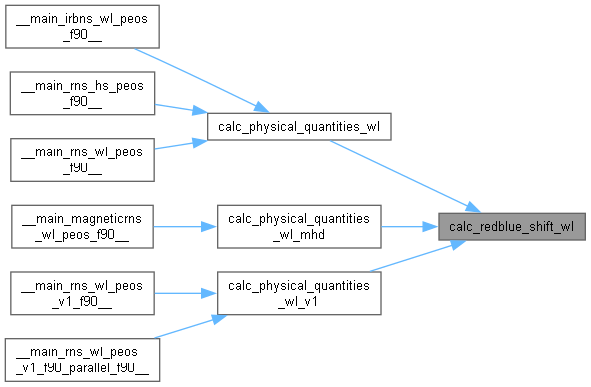 __main_irbns_wl_peos
_f90__
__main_rns_hs_peos
_f90__
calc_physical_quantities_wl
__main_rns_wl_peos
_f90__
__main_magneticrns
_wl_peos_f90__
calc_physical_quantities
_wl_mhd
calc_redblue_shift_wl
__main_rns_wl_peos
_v1_f90__
calc_physical_quantities
_wl_v1
__main_rns_wl_peos
_v1_f90_parallel_f90__